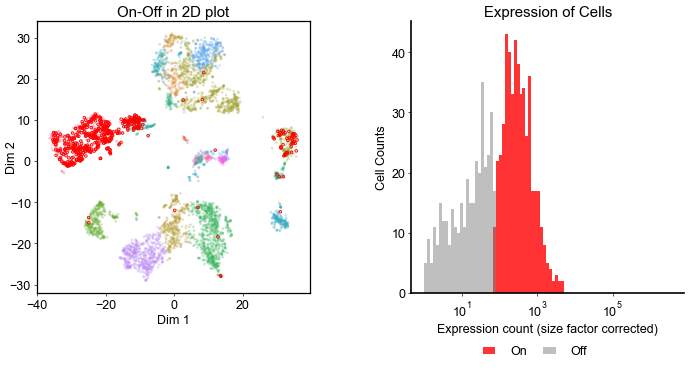 On-Off in 2D plot
Expression of Cells
30
20
10
0
−10
−20
−30
Dim 2
−40
−20
0
20
Dim 1
40
30
20
10
0
Cell Counts
10^1
10^3
10^5
Expression count (size factor corrected)
On
Off